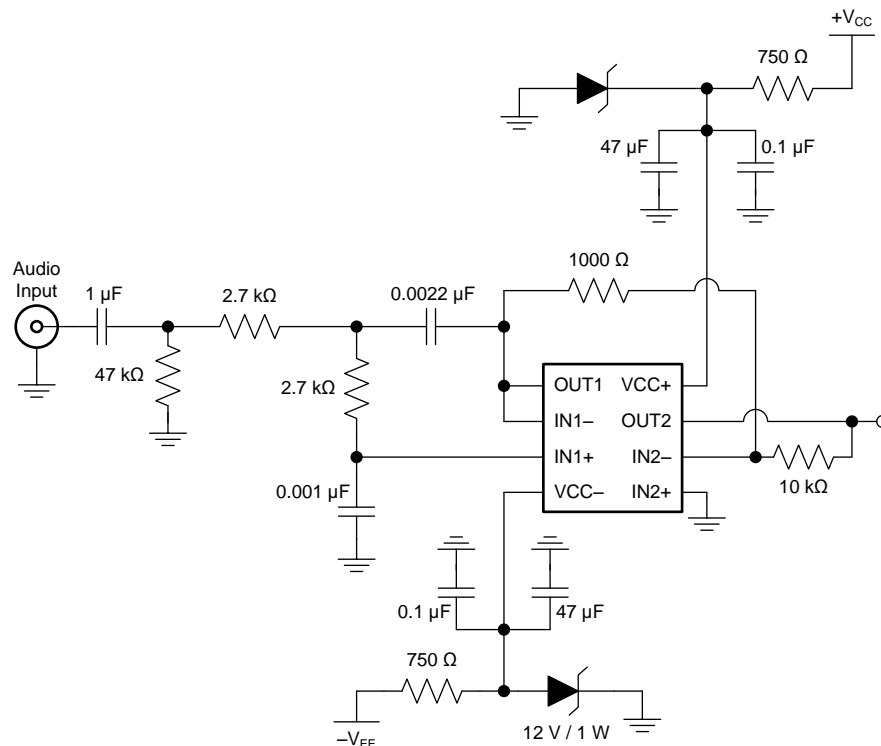 +VCC
750 Ω
47 µF
0.1 µF
Audio
Input
1 µF
2.7 kΩ
0.0022 µF
1000 Ω
47 kΩ
2.7 kΩ
OUT1
VCC+
IN1–
OUT2
IN1+
IN2–
VCC–
IN2+
10 kΩ
0.001 µF
0.1 µF
47 µF
750 Ω
–VEE
12 V / 1 W